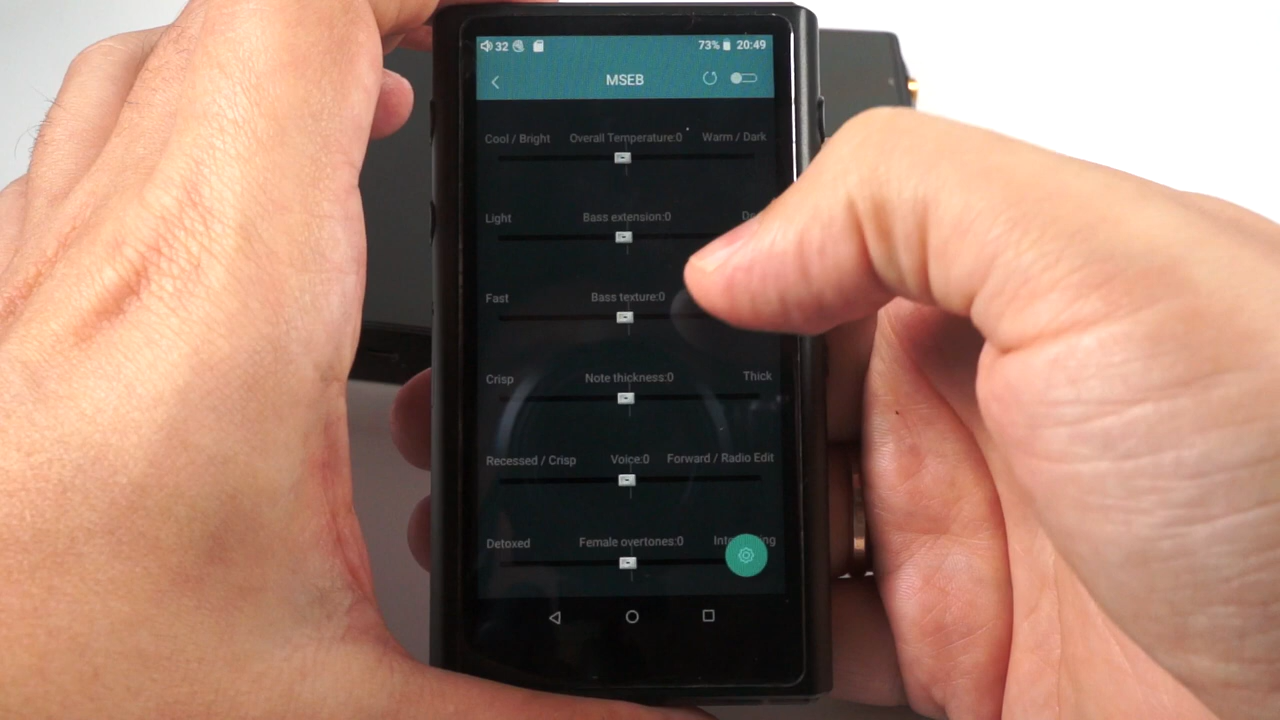 32 73% 20:49
MSEB
Cool / Bright Overall Temperature:0 Warm / Dark
Light Bass extension:0
Fast Bass texture:0
Crisp Note thickness:0 Thick
Recessed / Crisp Voice:0 Forward / Radio Edit
Detoxed Female overtones:0